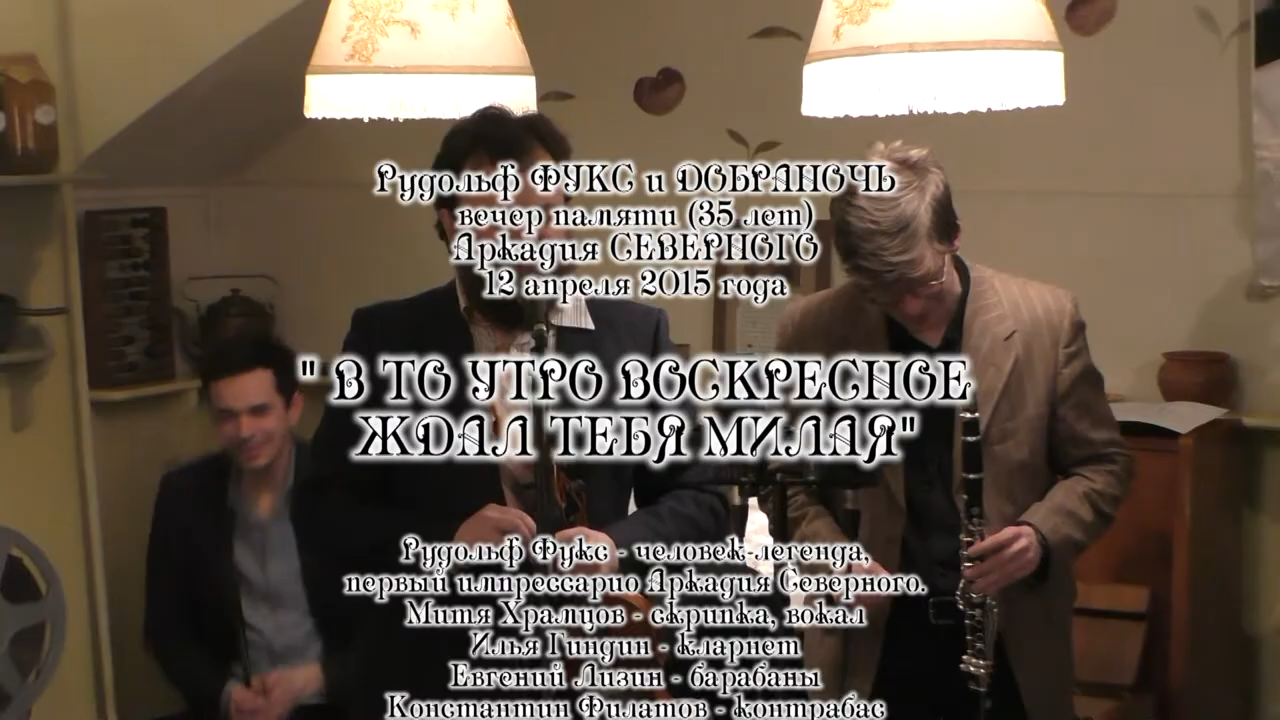 Рудольф ФУКС и ДОБРАНОЧЬ
вечер памяти (35 лет)
Аркадия СЕВЕРНОГО
12 апреля 2015 года
" В ТО УТРО ВОСКРЕСНОЕ
ЖДАЛ ТЕБЯ МИЛАЯ"
Рудольф Фукс - человек-легенда,
первый импрессарио Аркадия Северного.
Митя Храмцов - скрипка, вокал
Илья Гиндин - кларнет
Евгений Лизин - барабаны
Константин Филатов - контрабас